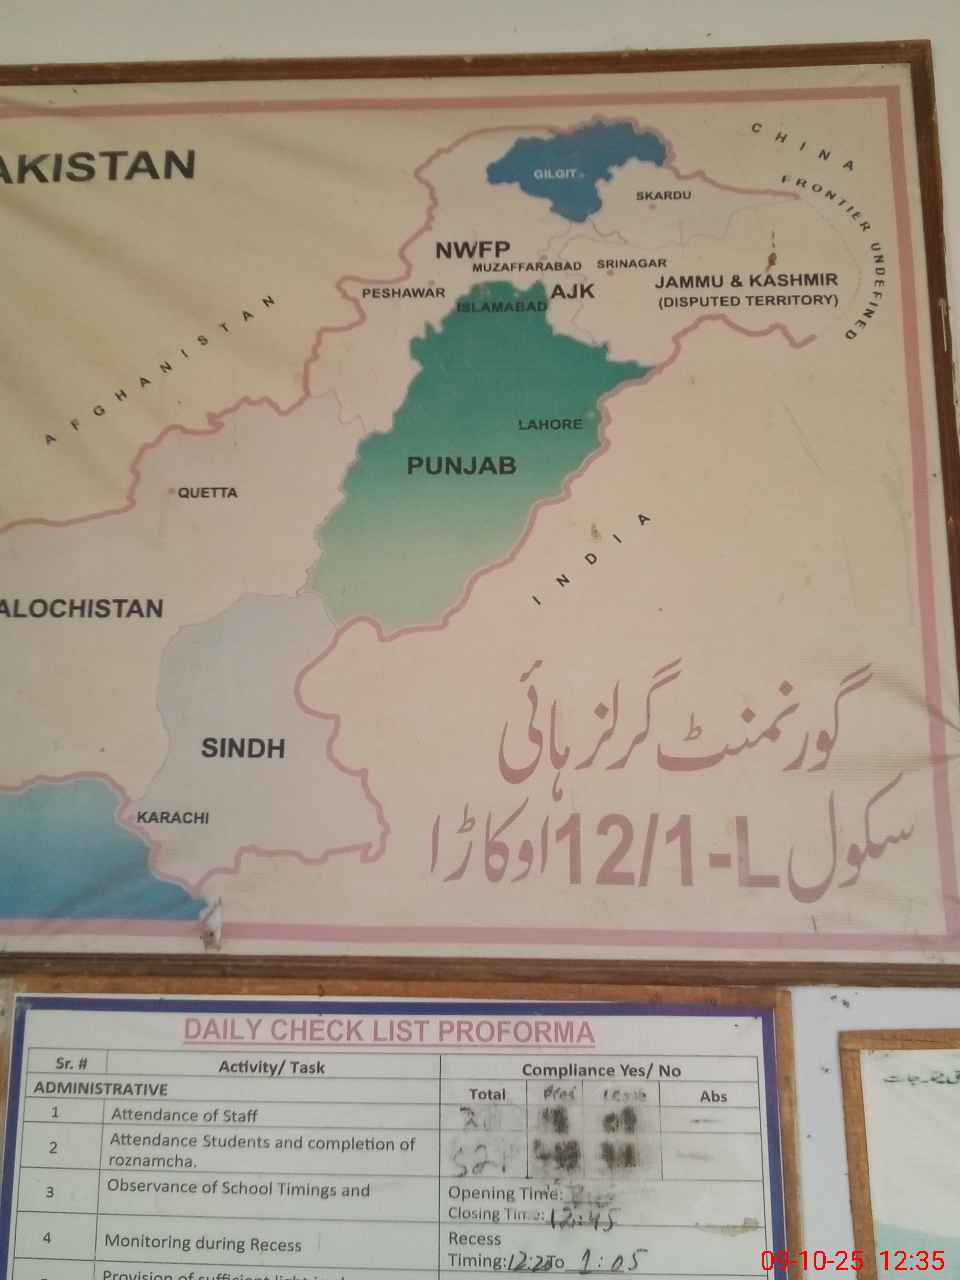 AKISTAN
CHINA
FRONTIER UNDEFINED
GILGIT
SKARDU
NWFP
MUZAFFARABAD
SRINAGAR
JAMMU & KASHMIR
(DISPUTED TERRITORY)
PESHAWAR
ISLAMABAD
AJK
AFGHANISTAN
LAHORE
PUNJAB
QUETTA
INDIA
ALOCHISTAN
SINDH
KARACHI
گورنمنٹ گرلز ہائی
سکول 12/1-L اوکاڑا
DAILY CHECK LIST PROFORMA
Sr. # Activity/ Task Compliance Yes/ No
ADMINISTRATIVE Total Abs
1 Attendance of Staff
2 Attendance Students and completion of
roznamcha.
3 Observance of School Timings and Opening Time:
Closing Time: 12:45
4 Monitoring during Recess Recess
Timing: To 1:05
09-10-25 12:35